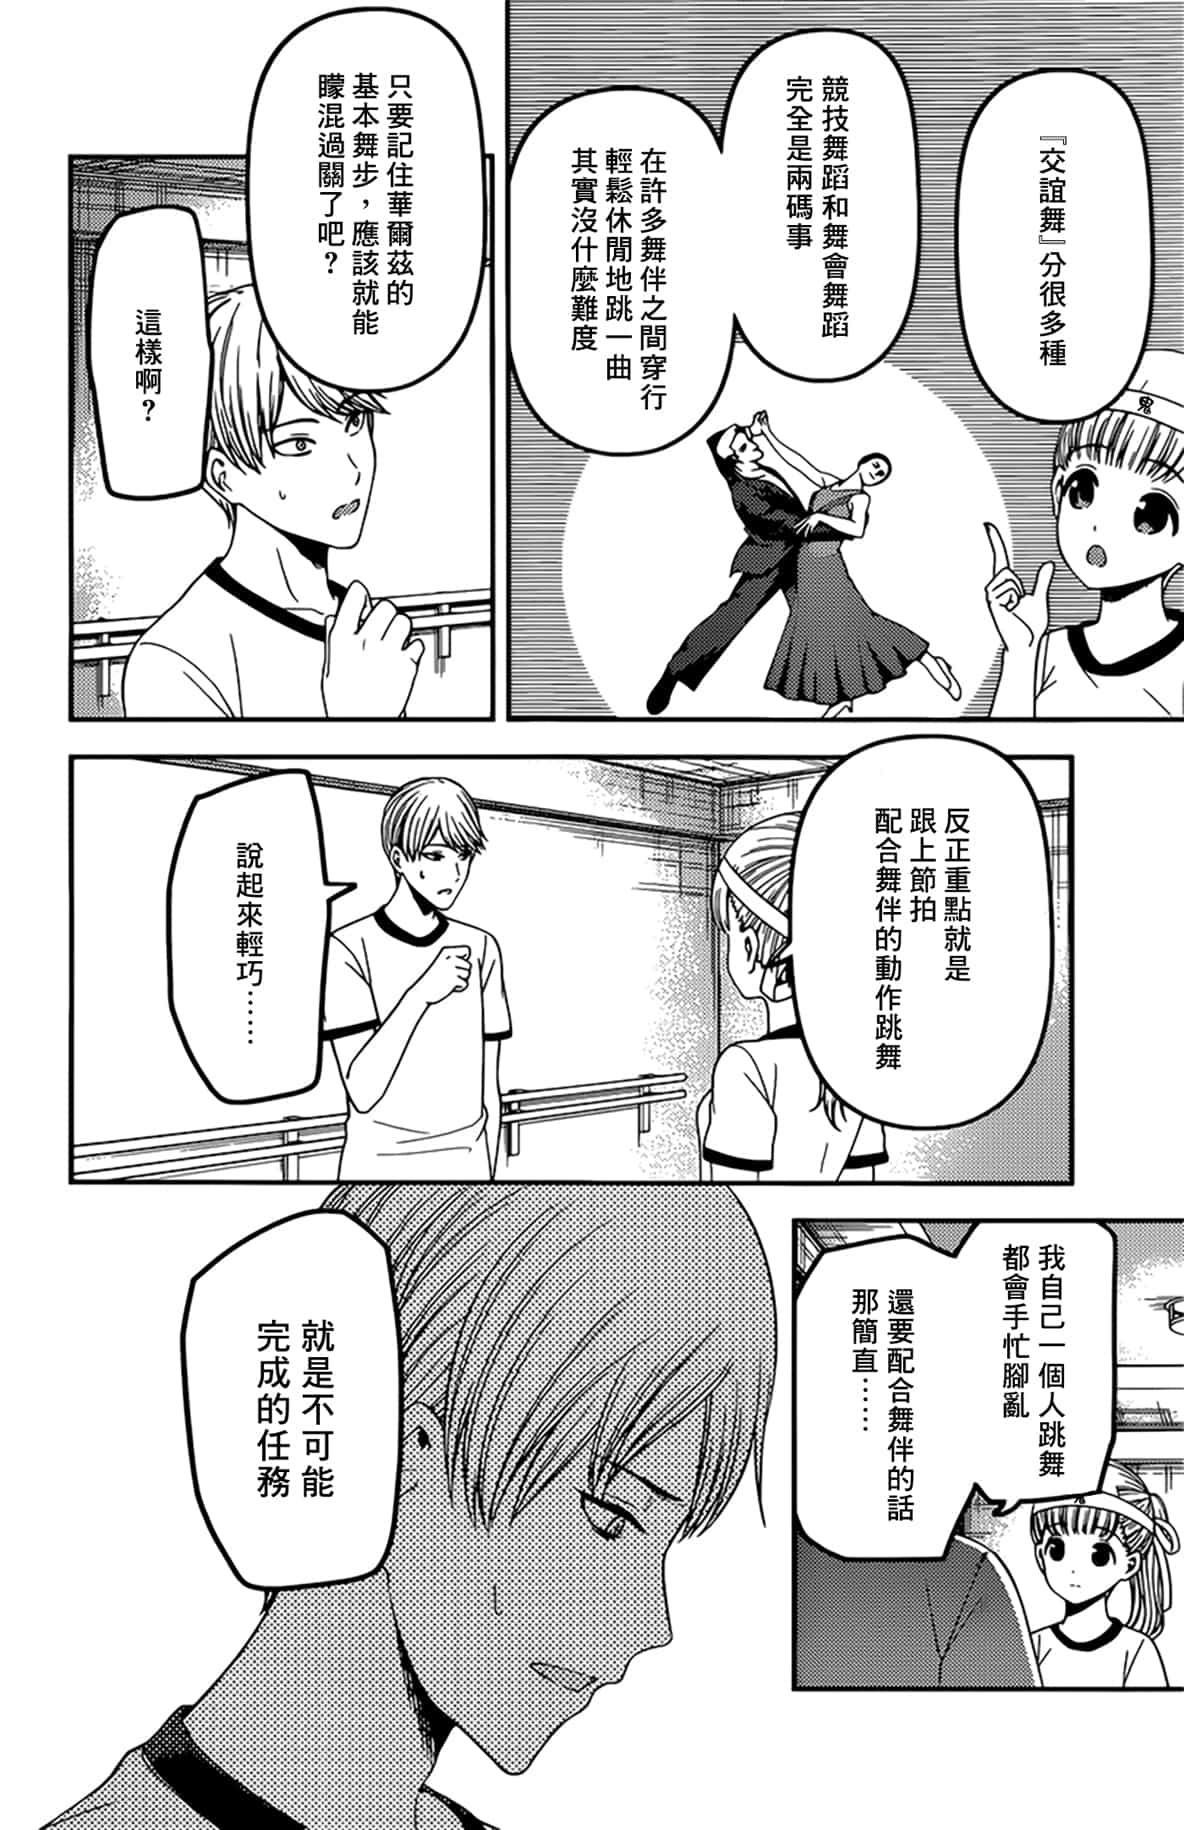 『交誼舞』分很多種
競技舞蹈和舞會舞蹈
完全是兩碼事
在許多舞伴之間穿行
輕鬆休閒地跳一曲
其實沒什麼難度
鬼
只要記住華爾茲的
基本舞步，應該就能
矇混過關了吧？
這樣啊？
反正重點就是
跟上節拍
配合舞伴的動作跳舞
說起來輕巧……
我自己一個人跳舞
都會手忙腳亂
還要配合舞伴的話
那簡直……
鬼
就是不可能
完成的任務